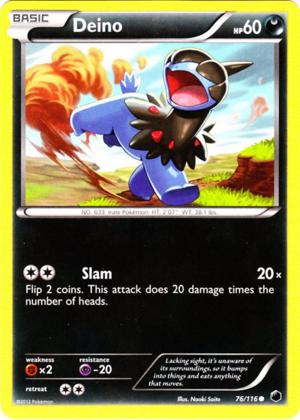 BASIC
Deino HP60
NO. 633 Irate Pokémon HT: 2'07" WT: 38.1 lbs.
Slam 20×
Flip 2 coins. This attack does 20 damage times
the number of heads.
weakness resistance
×2 -20
retreat
Lacking sight, it's unaware of
its surroundings, so it bumps
into things and eats anything
that moves.
©2012 Pokémon Illus. Naoki Saito 76/116